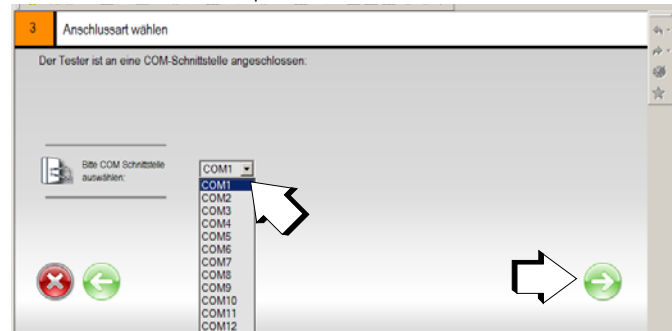 3 Anschlussart wählen
Der Tester ist an eine COM-Schnittstelle angeschlossen:
Bitte COM Schnittstelle
auswählen:
COM1
COM1
COM2
COM3
COM4
COM5
COM6
COM7
COM8
COM9
COM10
COM11
COM12